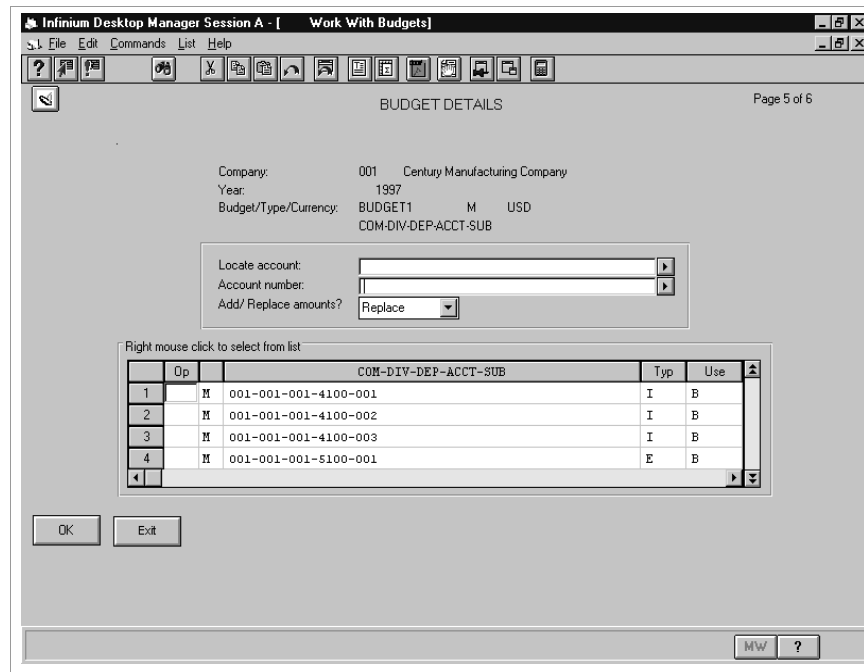 Infinium Desktop Manager Session A - [ Work With Budgets]
File Edit Commands List Help
BUDGET DETAILS
Page 5 of 6
Company: 001 Century Manufacturing Company
Year: 1997
Budget/Type/Currency: BUDGET1 M USD
COM-DIV-DEP-ACCT-SUB
Locate account:
Account number:
Add/ Replace amounts? Replace
Right mouse click to select from list
Op COM-DIV-DEP-ACCT-SUB Typ Use
1 M 001-001-001-4100-001 I B
2 M 001-001-001-4100-002 I B
3 M 001-001-001-4100-003 I B
4 M 001-001-001-5100-001 E B
OK Exit
MW ?